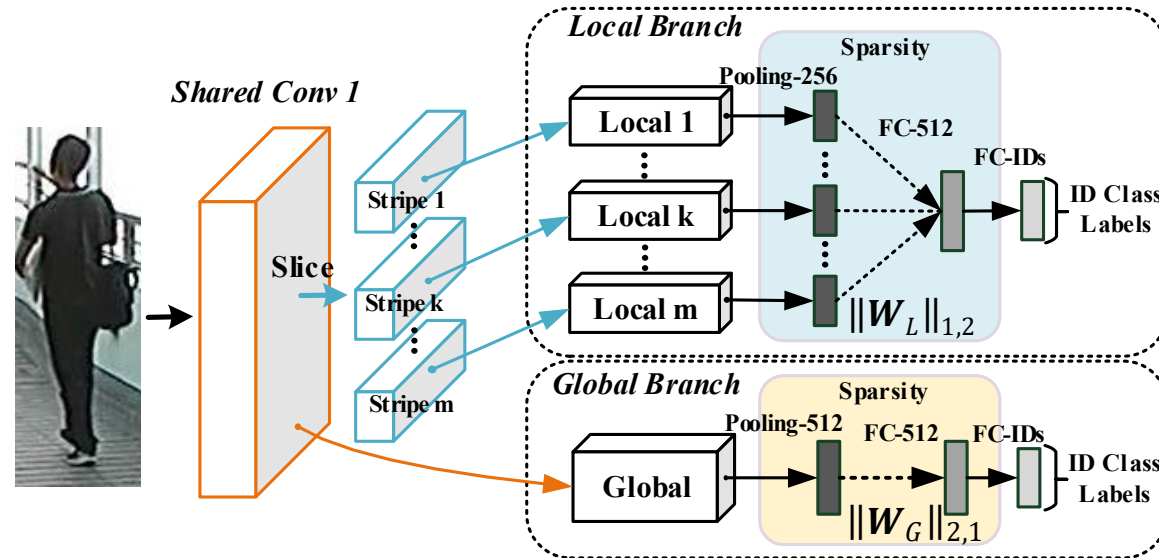 Shared Conv 1
Slice
Stripe 1
Stripe k
Stripe m
Local Branch
Sparsity
Pooling-256
Local 1
FC-512
FC-IDs
Local k
ID Class
Labels
Local m
‖W_L‖_{1,2}
Global Branch
Sparsity
Pooling-512
FC-512
FC-IDs
Global
ID Class
Labels
‖W_G‖_{2,1}